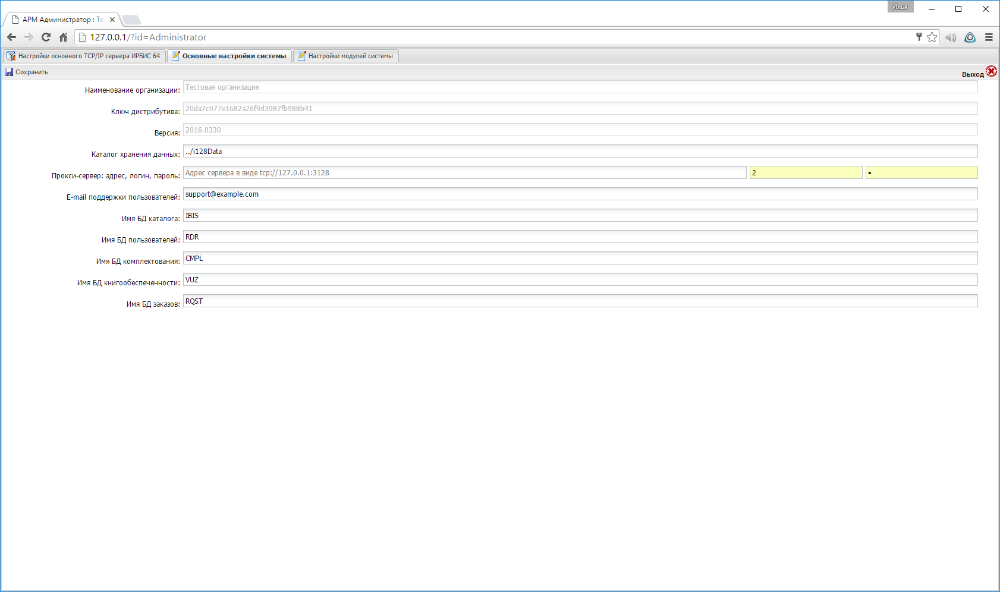 Илья
АРМ Администратор : Те
127.0.0.1/?id=Administrator
Настройки основного TCP/IP сервера ИРБИС 64
Основные настройки системы
Настройки модулей системы
Сохранить
Выход
Наименование организации: Тестовая организация
Ключ дистрибутива: 20da7c077e1682a26f9d3987fb988b41
Версия: 2016.0330
Каталог хранения данных: ../i128Data
Прокси-сервер: адрес, логин, пароль: Адрес сервера в виде tcp://127.0.0.1:3128 2 •
E-mail поддержки пользователей: support@example.com
Имя БД каталога: IBIS
Имя БД пользователей: RDR
Имя БД комплектования: CMPL
Имя БД книгообеспеченности: VUZ
Имя БД заказов: RQST